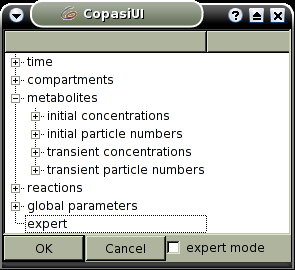 CopasiUI
time
compartments
metabolites
initial concentrations
initial particle numbers
transient concentrations
transient particle numbers
reactions
global parameters
expert
OK Cancel expert mode